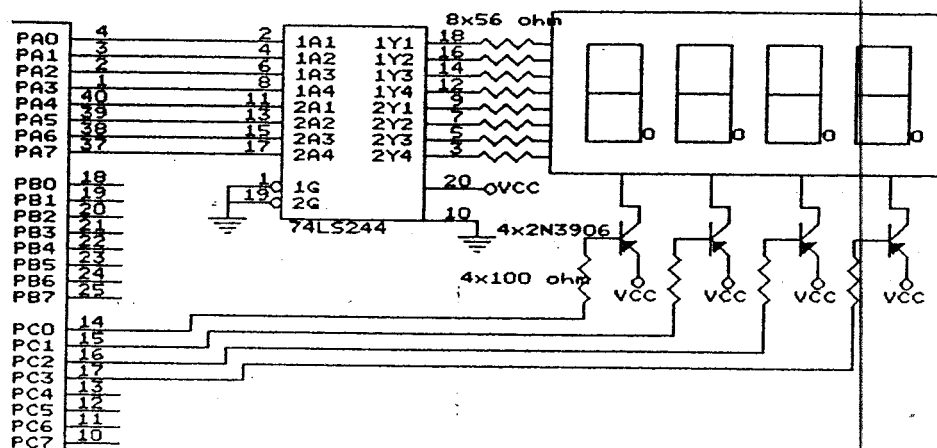 8x56 ohm
PA0 4 2 1A1 1Y1 18
PA1 3 4 1A2 1Y2 16
PA2 2 6 1A3 1Y3 14
PA3 1 8 1A4 1Y4 12
PA4 40 11 2A1 2Y1 9
PA5 39 13 2A2 2Y2 7
PA6 38 15 2A3 2Y3 5
PA7 37 17 2A4 2Y4 3
PB0 18 1 1G 20 VCC
PB1 19 19 2G
PB2 20 10
PB3 21 74LS244 4x2N3906
PB4 22
PB5 23
PB6 24 4x100 ohm
PB7 25 VCC VCC VCC VCC
PC0 14
PC1 15
PC2 16
PC3 17
PC4 13
PC5 12
PC6 11
PC7 10